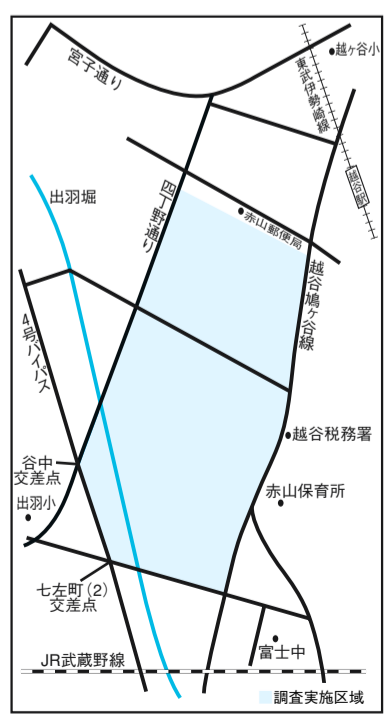 越ヶ谷小
宮子通り
東武伊勢崎線
越谷駅
出羽堀
四丁野通り
赤山郵便局
越谷鳩ヶ谷線
4号バイパス
越谷税務署
谷中
交差点
赤山保育所
出羽小
七左町(2)
交差点
富士中
JR武蔵野線
調査実施区域